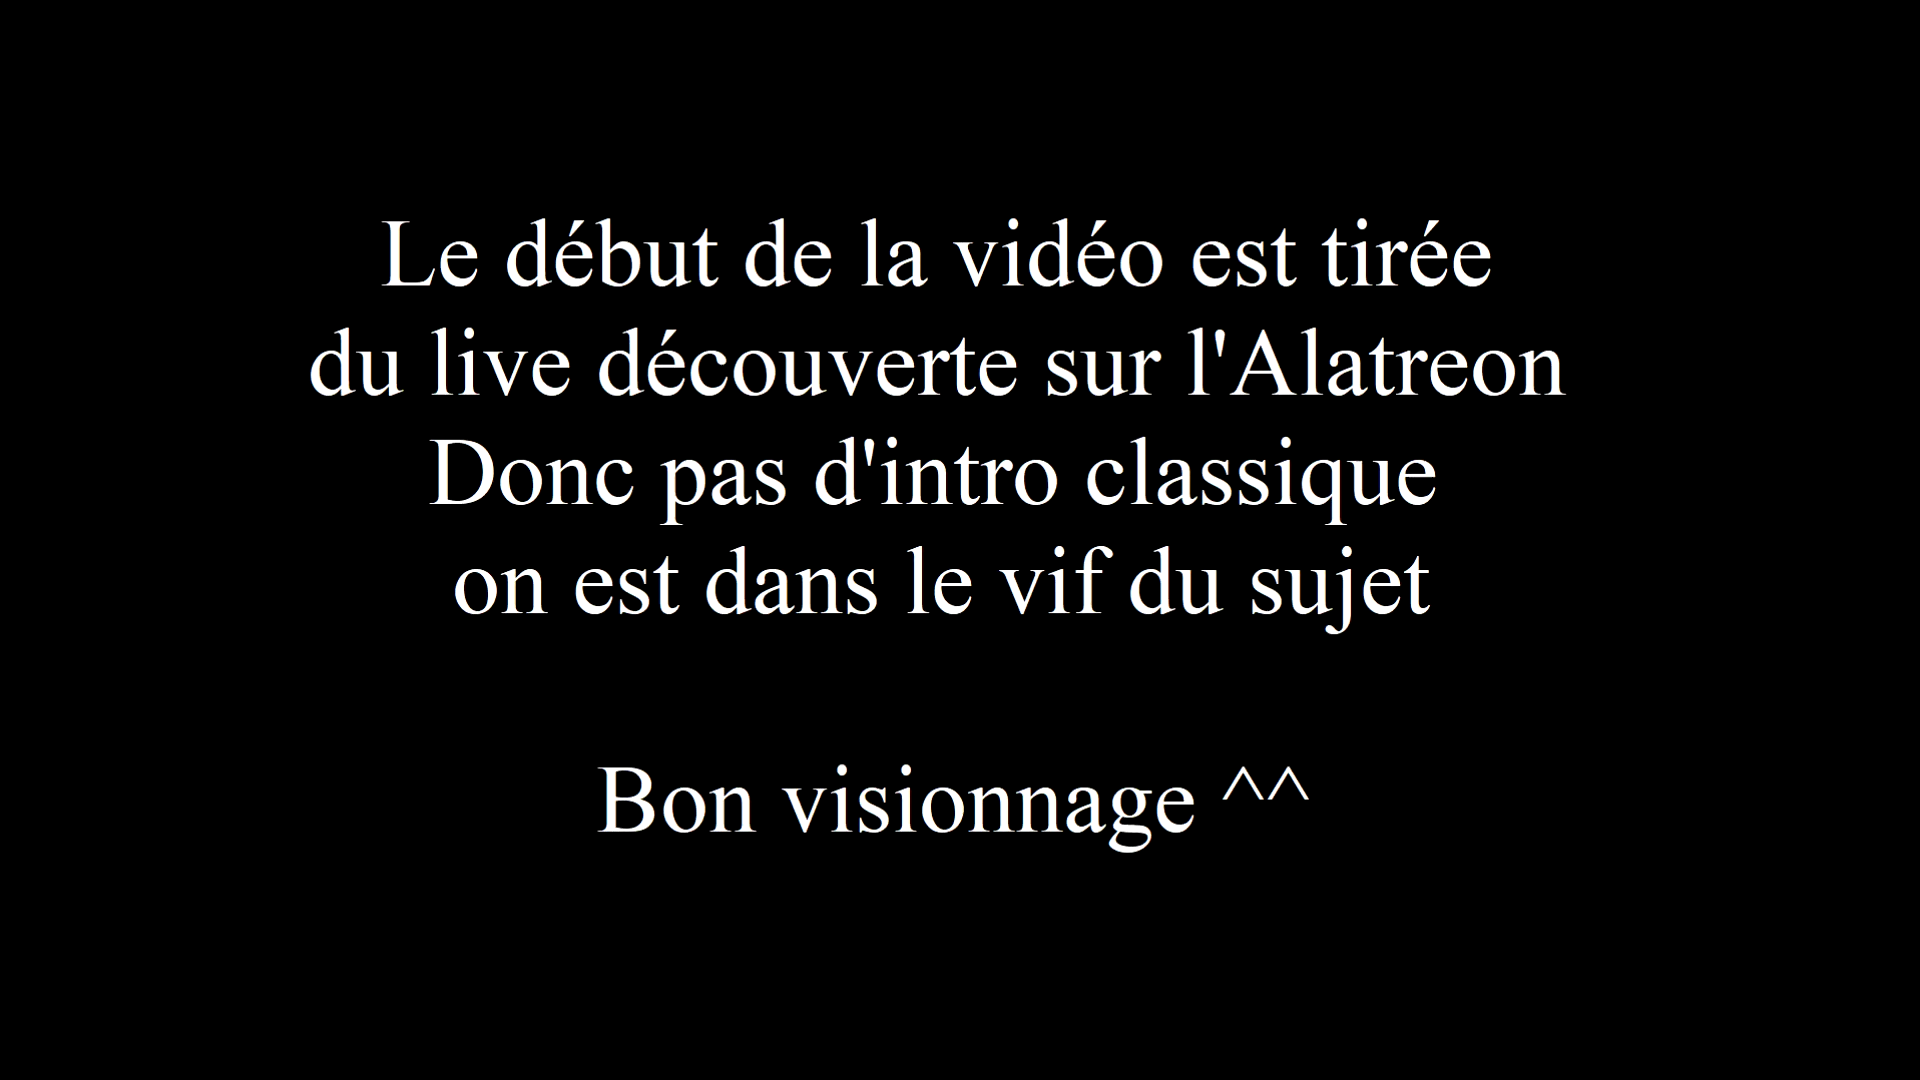 Le début de la vidéo est tirée
du live découverte sur l'Alatreon
Donc pas d'intro classique
on est dans le vif du sujet
Bon visionnage ^^